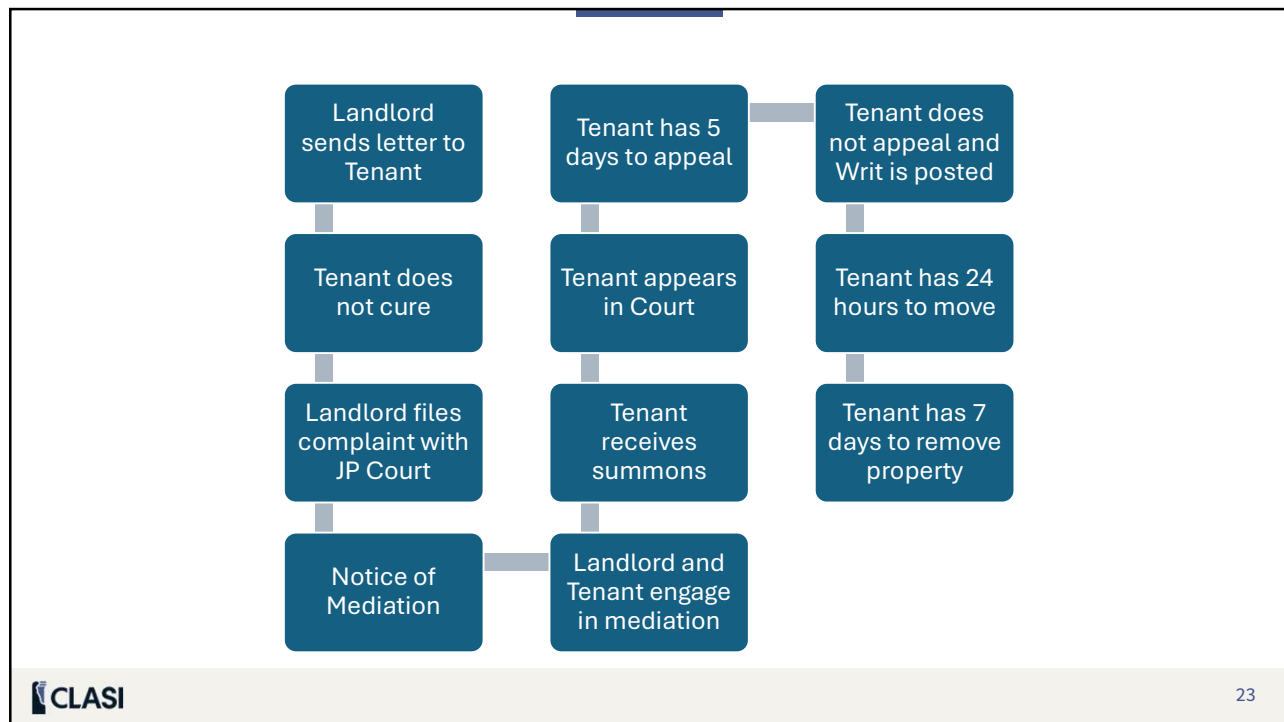 Landlord
sends letter to
Tenant
Tenant does
not cure
Landlord files
complaint with
JP Court
Notice of
Mediation
Landlord and
Tenant engage
in mediation
Tenant
receives
summons
Tenant appears
in Court
Tenant has 5
days to appeal
Tenant does
not appeal and
Writ is posted
Tenant has 24
hours to move
Tenant has 7
days to remove
property
CLASI
23